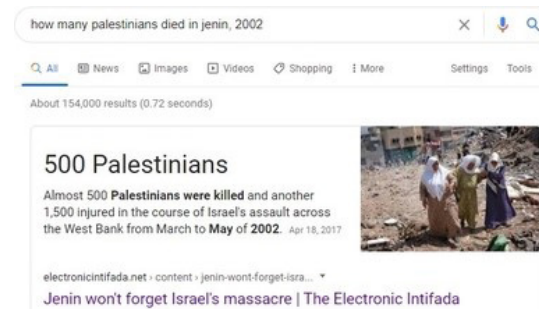 how many palestinians died in jenin, 2002
All News Images Videos Shopping More Settings Tools
About 154,000 results (0.72 seconds)
500 Palestinians
Almost 500 Palestinians were killed and another
1,500 injured in the course of Israel's assault across
the West Bank from March to May of 2002. Apr 18, 2017
electronicintifada.net › content › jenin-wont-forget-isra...
Jenin won't forget Israel's massacre | The Electronic Intifada